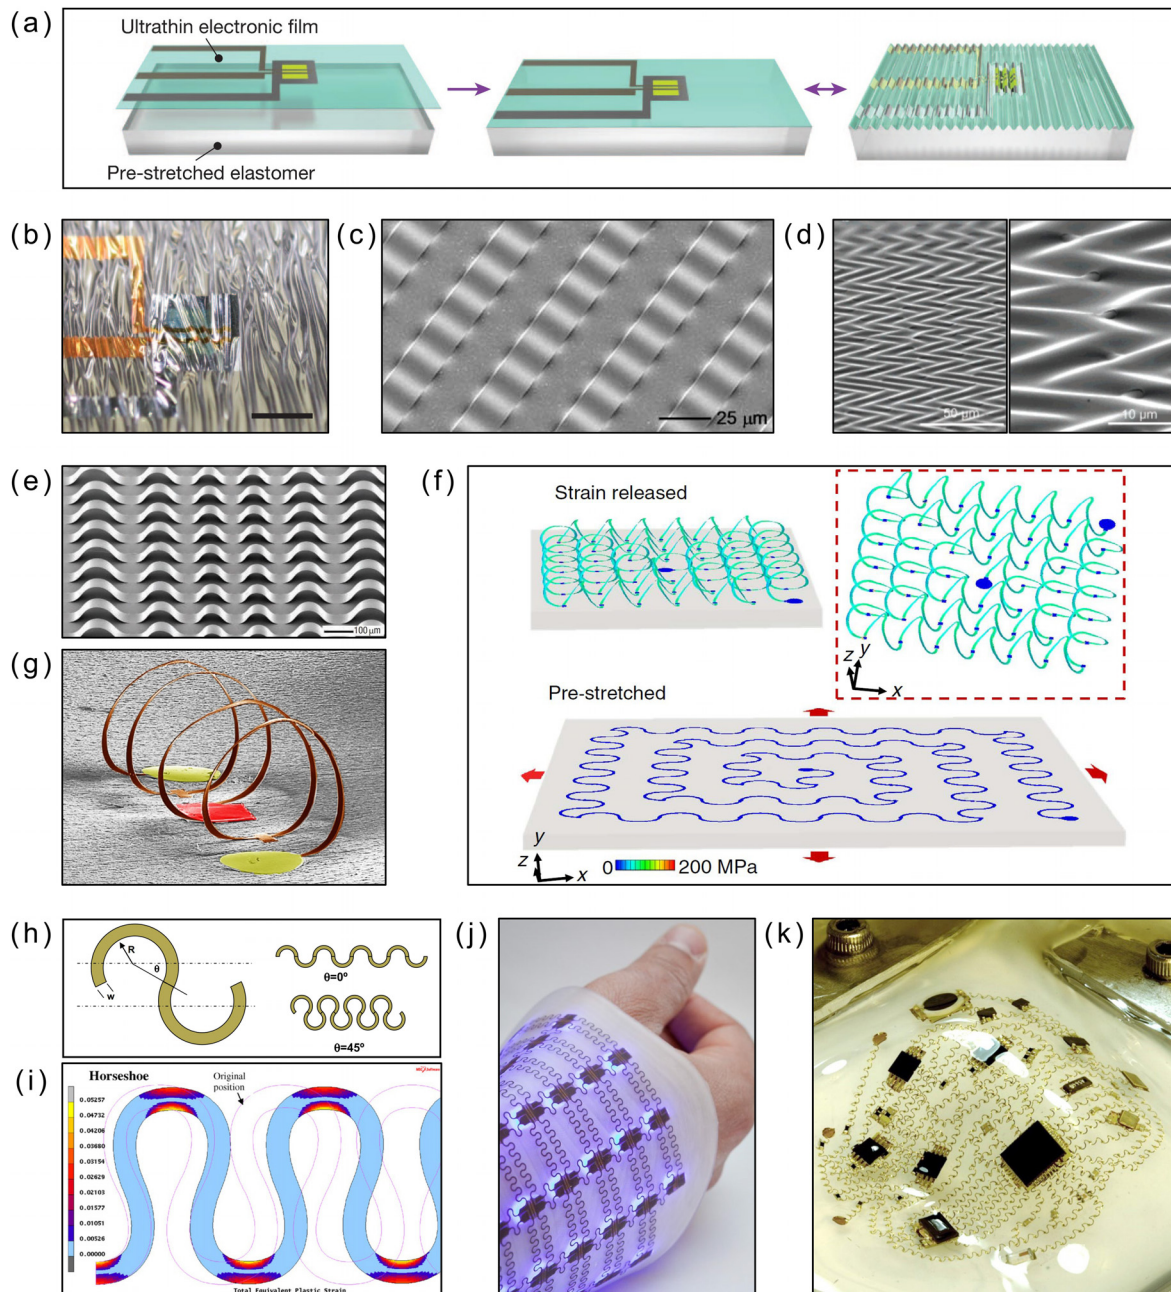 (a)
Ultrathin electronic film
Pre-stretched elastomer
(b)
(c)
25 μm
(d)
50 μm
10 μm
(e)
100 μm
(f)
Strain released
z y x
Pre-stretched
y
z x
0 200 MPa
(g)
(h)
R
θ
w
θ=0º
θ=45º
(i)
Horseshoe
Original
position
0.05257
0.04732
0.04206
0.03680
0.03154
0.02629
0.02103
0.01577
0.01051
0.00526
0.00000
Total Equivalent Plastic Strain
(j)
(k)